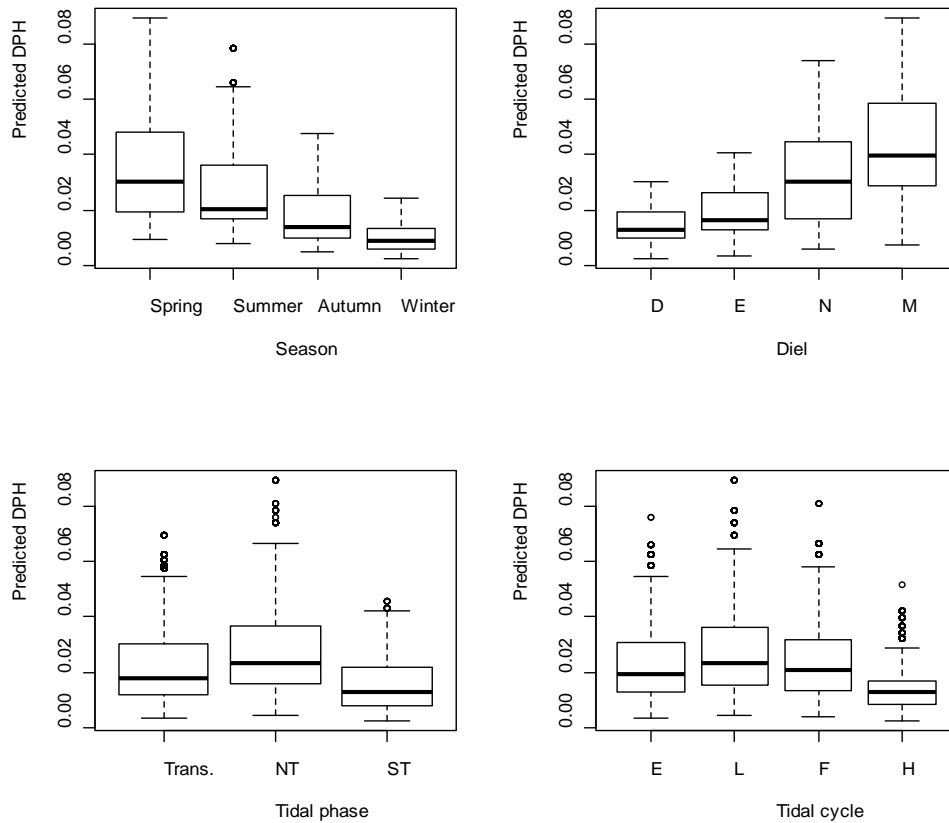 Predicted DPH
0.00 0.02 0.04 0.06 0.08
Spring Summer Autumn Winter
Season
Predicted DPH
0.00 0.02 0.04 0.06 0.08
D E N M
Diel
Predicted DPH
0.00 0.02 0.04 0.06 0.08
Trans. NT ST
Tidal phase
Predicted DPH
0.00 0.02 0.04 0.06 0.08
E L F H
Tidal cycle